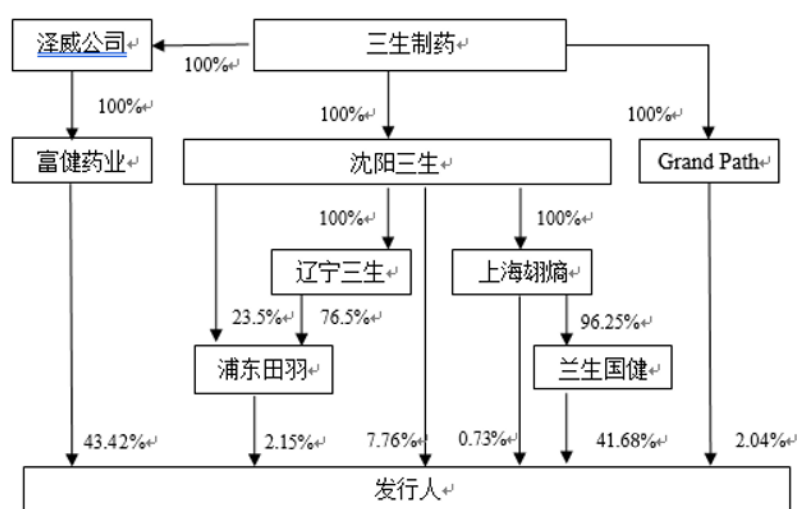 泽威公司
三生制药
100%
100%
100%
100%
富健药业
沈阳三生
Grand Path
100%
100%
辽宁三生
上海翃熵
23.5%
76.5%
96.25%
浦东田羽
兰生国健
43.42%
2.15%
7.76%
0.73%
41.68%
2.04%
发行人